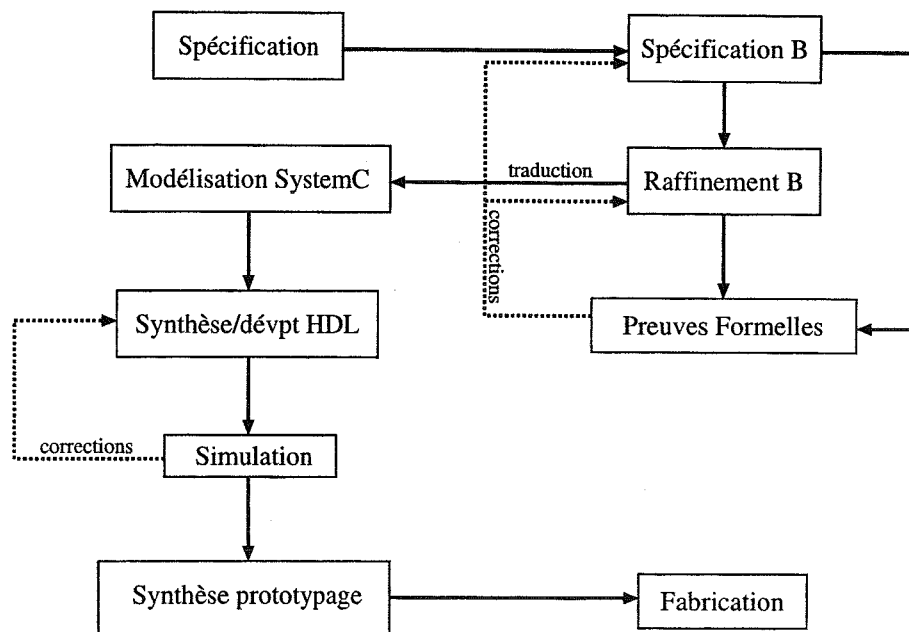 Spécification
Spécification B
Modélisation SystemC
traduction
Raffinement B
corrections
Synthèse/dévpt HDL
Preuves Formelles
corrections
Simulation
Synthèse prototypage
Fabrication